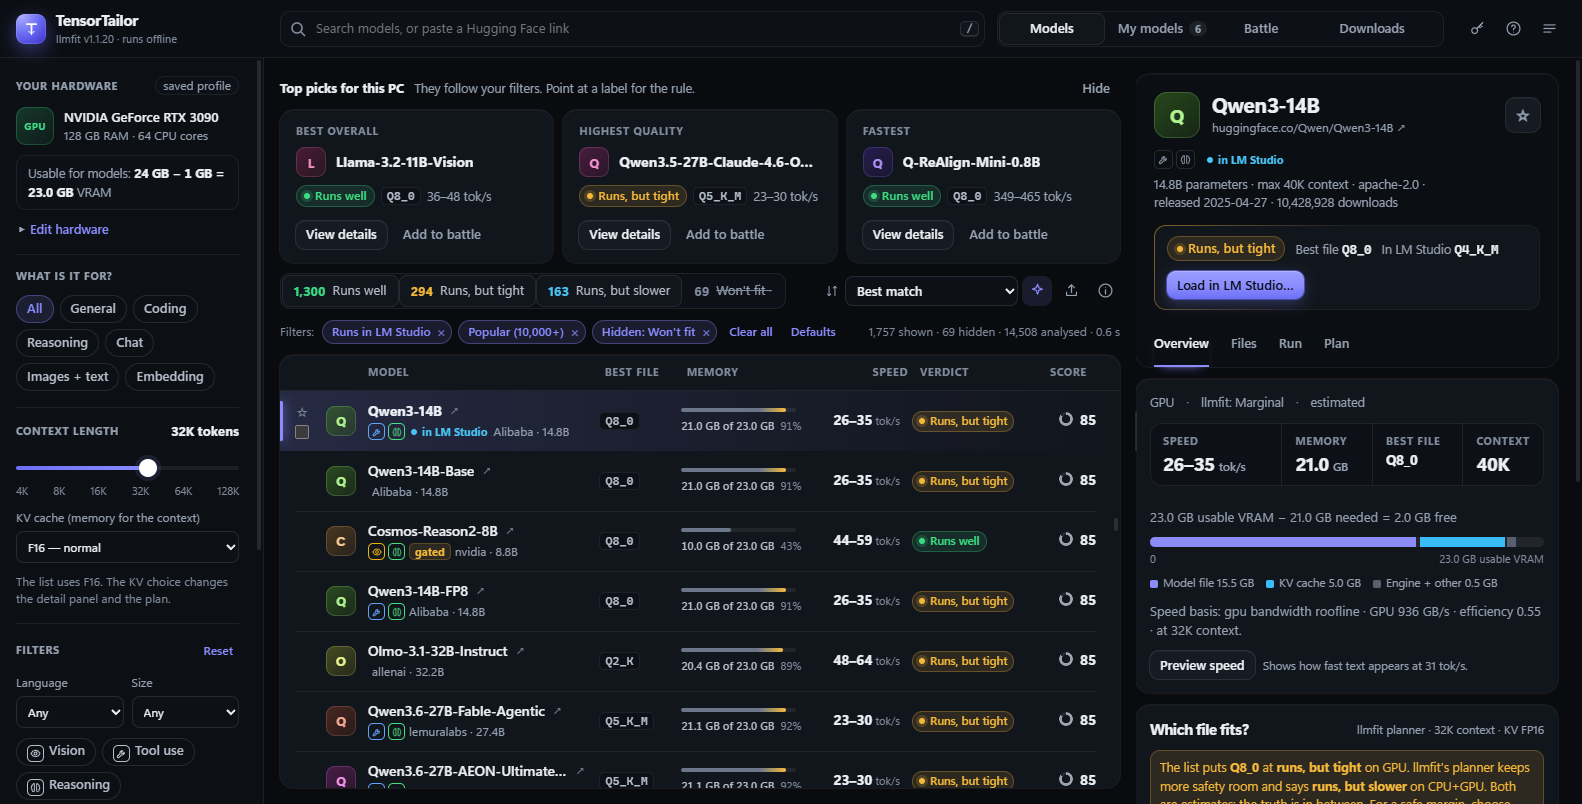 TensorTailor
llmfit v1.1.20 · runs offline
Search models, or paste a Hugging Face link
/
Models
My models 6
Battle
Downloads
YOUR HARDWARE
saved profile
GPU
NVIDIA GeForce RTX 3090
128 GB RAM · 64 CPU cores
Usable for models: 24 GB − 1 GB =
23.0 GB VRAM
Edit hardware
WHAT IS IT FOR?
All
General
Coding
Reasoning
Chat
Images + text
Embedding
CONTEXT LENGTH
32K tokens
4K 8K 16K 32K 64K 128K
KV cache (memory for the context)
F16 — normal
The list uses F16. The KV choice changes
the detail panel and the plan.
FILTERS
Reset
Language
Size
Any
Any
Vision
Tool use
Reasoning
Top picks for this PC They follow your filters. Point at a label for the rule.
Hide
BEST OVERALL
L
Llama-3.2-11B-Vision
Runs well Q8_0 36–48 tok/s
View details
Add to battle
HIGHEST QUALITY
Q
Qwen3.5-27B-Claude-4.6-O...
Runs, but tight Q5_K_M 23–30 tok/s
View details
Add to battle
FASTEST
Q
Q-ReAlign-Mini-0.8B
Runs well Q8_0 349–465 tok/s
View details
Add to battle
1,300 Runs well
294 Runs, but tight
163 Runs, but slower
69 Won't fit
Best match
Filters:
Runs in LM Studio ×
Popular (10,000+) ×
Hidden: Won't fit ×
Clear all
Defaults
1,757 shown · 69 hidden · 14,508 analysed · 0.6 s
MODEL BEST FILE MEMORY SPEED VERDICT SCORE
Q
Qwen3-14B ↗
in LM Studio Alibaba · 14.8B
Q8_0
21.0 GB of 23.0 GB 91%
26–35 tok/s
Runs, but tight
85
Q
Qwen3-14B-Base ↗
Alibaba · 14.8B
Q8_0
21.0 GB of 23.0 GB 91%
26–35 tok/s
Runs, but tight
85
C
Cosmos-Reason2-8B ↗
gated nvidia · 8.8B
Q8_0
10.0 GB of 23.0 GB 43%
44–59 tok/s
Runs well
85
Q
Qwen3-14B-FP8 ↗
Alibaba · 14.8B
Q8_0
21.0 GB of 23.0 GB 91%
26–35 tok/s
Runs, but tight
85
O
Olmo-3.1-32B-Instruct ↗
allenai · 32.2B
Q2_K
20.4 GB of 23.0 GB 89%
48–64 tok/s
Runs, but tight
85
Q
Qwen3.6-27B-Fable-Agentic ↗
lemuralabs · 27.4B
Q5_K_M
21.1 GB of 23.0 GB 92%
23–30 tok/s
Runs, but tight
85
Q
Qwen3.6-27B-AEON-Ultimate... ↗
Q5_K_M
21.1 GB of 23.0 GB 92%
23–30 tok/s
Runs, but tight
85
Q
Qwen3-14B
huggingface.co/Qwen/Qwen3-14B ↗
in LM Studio
14.8B parameters · max 40K context · apache-2.0 ·
released 2025-04-27 · 10,428,928 downloads
Runs, but tight Best file Q8_0 In LM Studio Q4_K_M
Load in LM Studio...
Overview
Files
Run
Plan
GPU · llmfit: Marginal · estimated
SPEED
26–35 tok/s
MEMORY
21.0 GB
BEST FILE
Q8_0
CONTEXT
40K
23.0 GB usable VRAM − 21.0 GB needed = 2.0 GB free
0
23.0 GB usable VRAM
Model file 15.5 GB KV cache 5.0 GB Engine + other 0.5 GB
Speed basis: gpu bandwidth roofline · GPU 936 GB/s · efficiency 0.55
· at 32K context.
Preview speed
Shows how fast text appears at 31 tok/s.
Which file fits?
llmfit planner · 32K context · KV FP16
The list puts Q8_0 at runs, but tight on GPU. llmfit's planner keeps
more safety room and says runs, but slower on CPU+GPU. Both
are estimates; the truth is in between. For a safe margin, choose